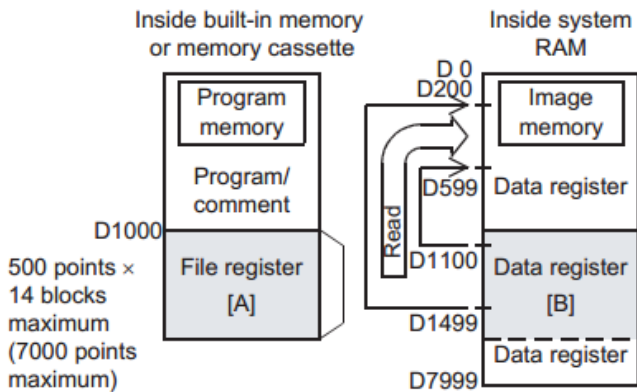 Inside built-in memory
or memory cassette
Program
memory
Program/
comment
D1000
500 points ×
14 blocks
maximum
(7000 points
maximum)
File register
[A]
Inside system
RAM
D 0
D200
Image
memory
D599
Data register
Read
D1100
Data register
[B]
D1499
Data register
D7999